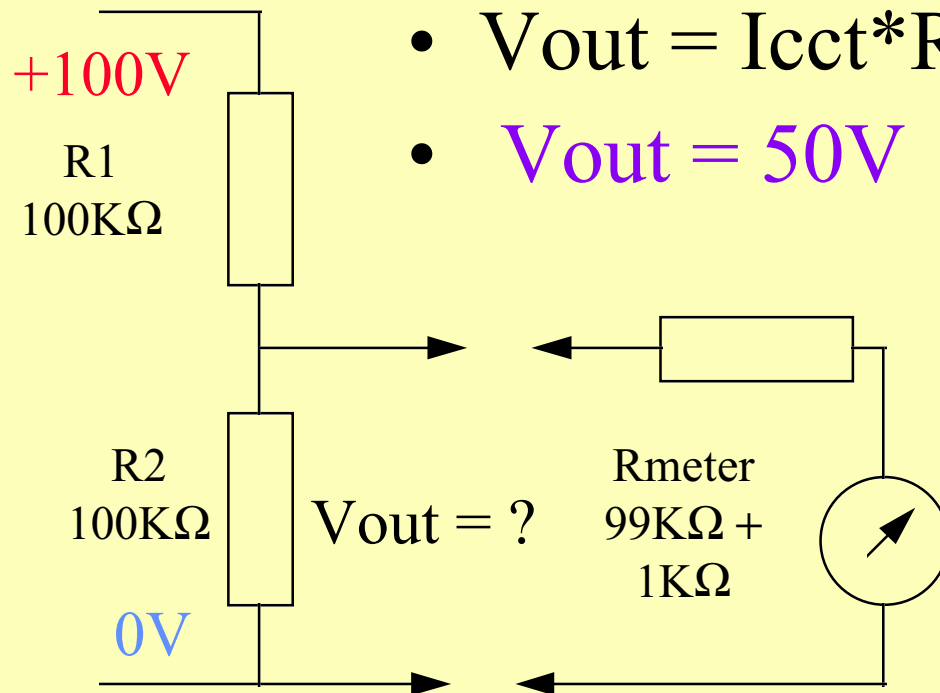 • Vout = Icct*R
• Vout = 50V
+100V
R1
100KΩ
R2
100KΩ
Vout = ?
Rmeter
99KΩ +
1KΩ
0V